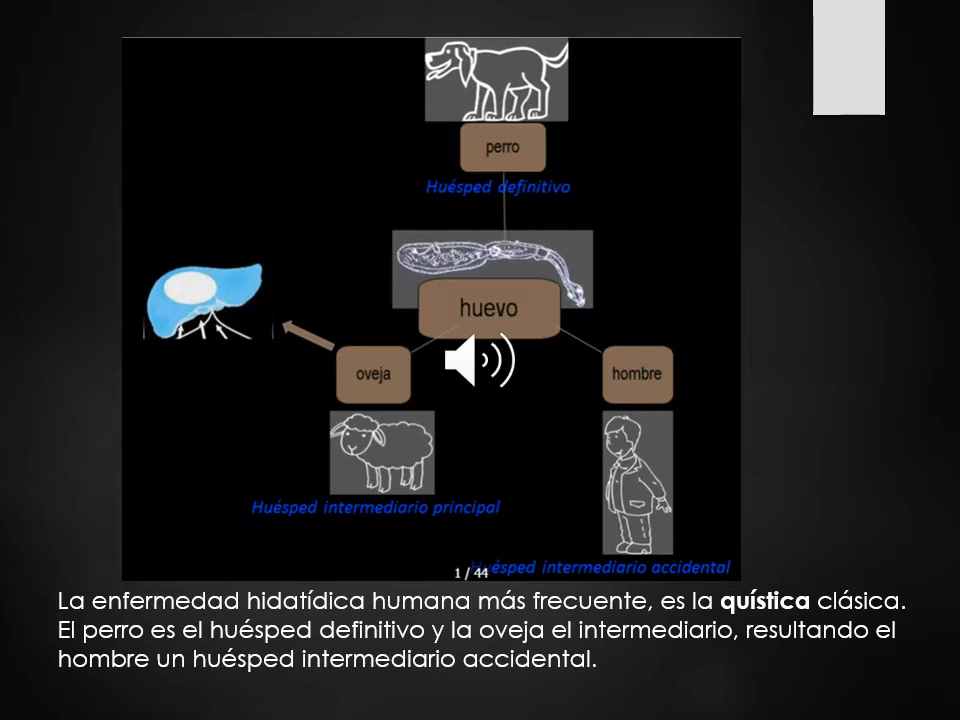 perro
Huésped definitivo
huevo
oveja
hombre
Huésped intermediario principal
Huésped intermediario accidental
1 / 44
La enfermedad hidatídica humana más frecuente, es la quística clásica.
El perro es el huésped definitivo y la oveja el intermediario, resultando el
hombre un huésped intermediario accidental.